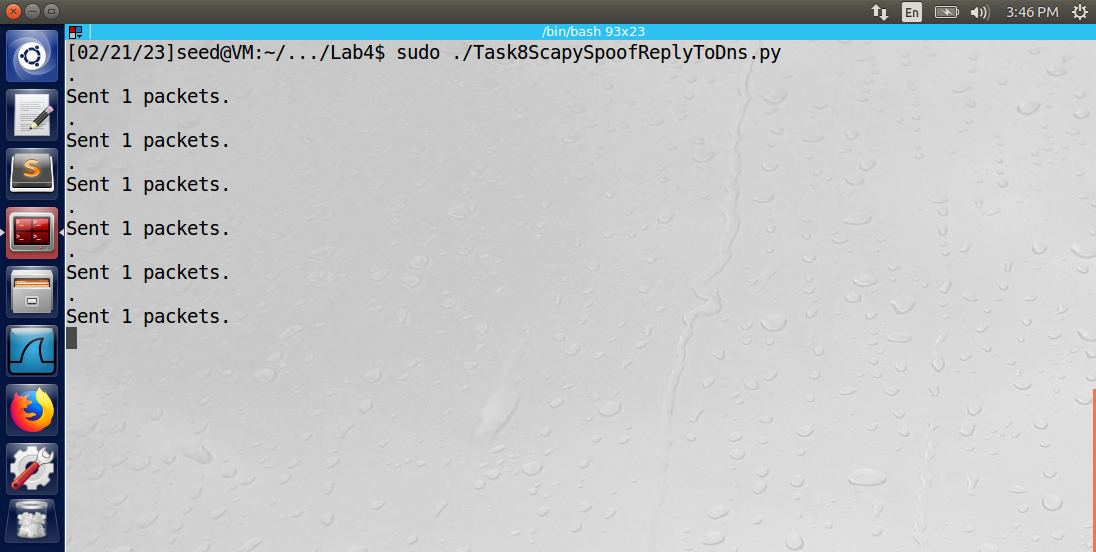 En
3:46 PM
/bin/bash 93x23
[02/21/23]seed@VM:~/.../Lab4$ sudo ./Task8ScapySpoofReplyToDns.py
.
Sent 1 packets.
.
Sent 1 packets.
.
Sent 1 packets.
.
Sent 1 packets.
.
Sent 1 packets.
.
Sent 1 packets.